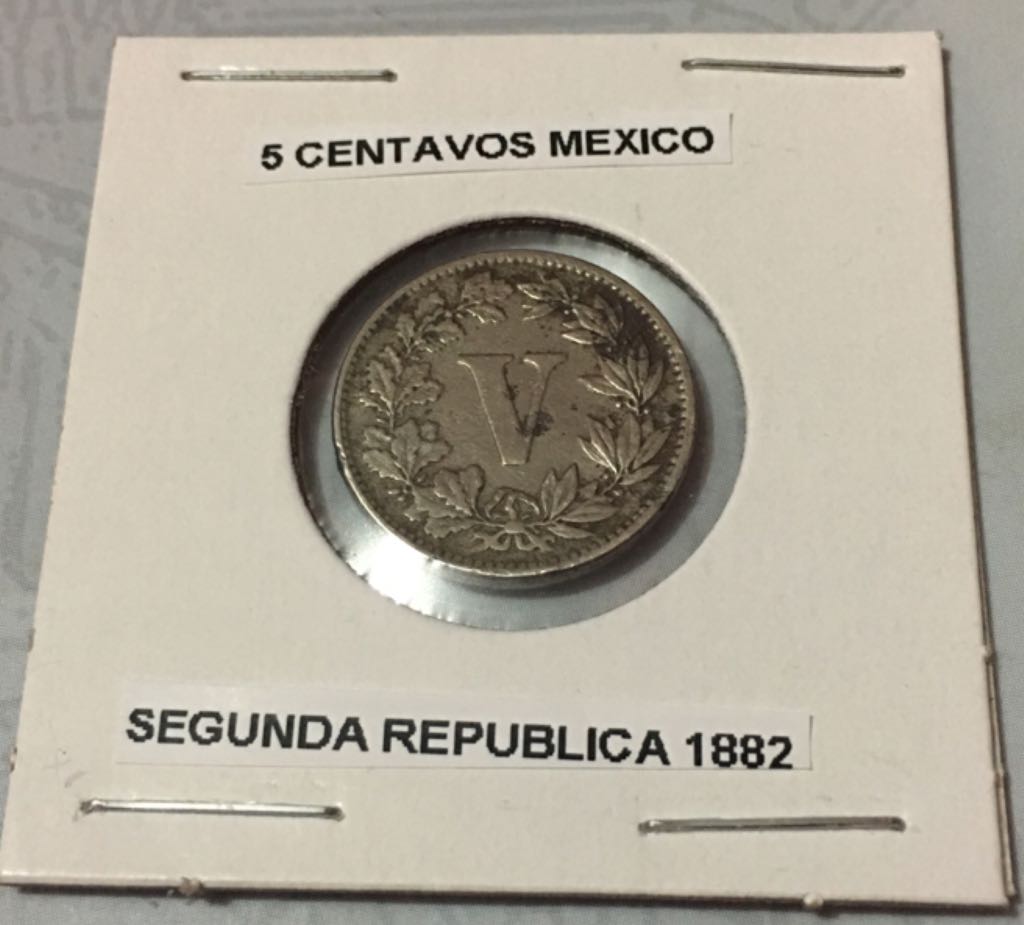 5 CENTAVOS MEXICO
V
SEGUNDA REPUBLICA 1882